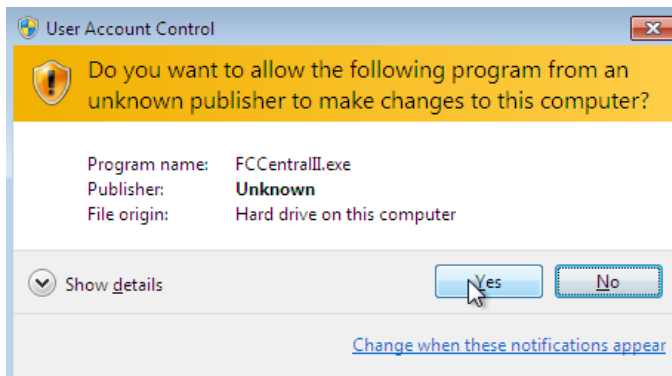 User Account Control
Do you want to allow the following program from an
unknown publisher to make changes to this computer?
Program name: FCCentralII.exe
Publisher: Unknown
File origin: Hard drive on this computer
Show details
Yes No
Change when these notifications appear